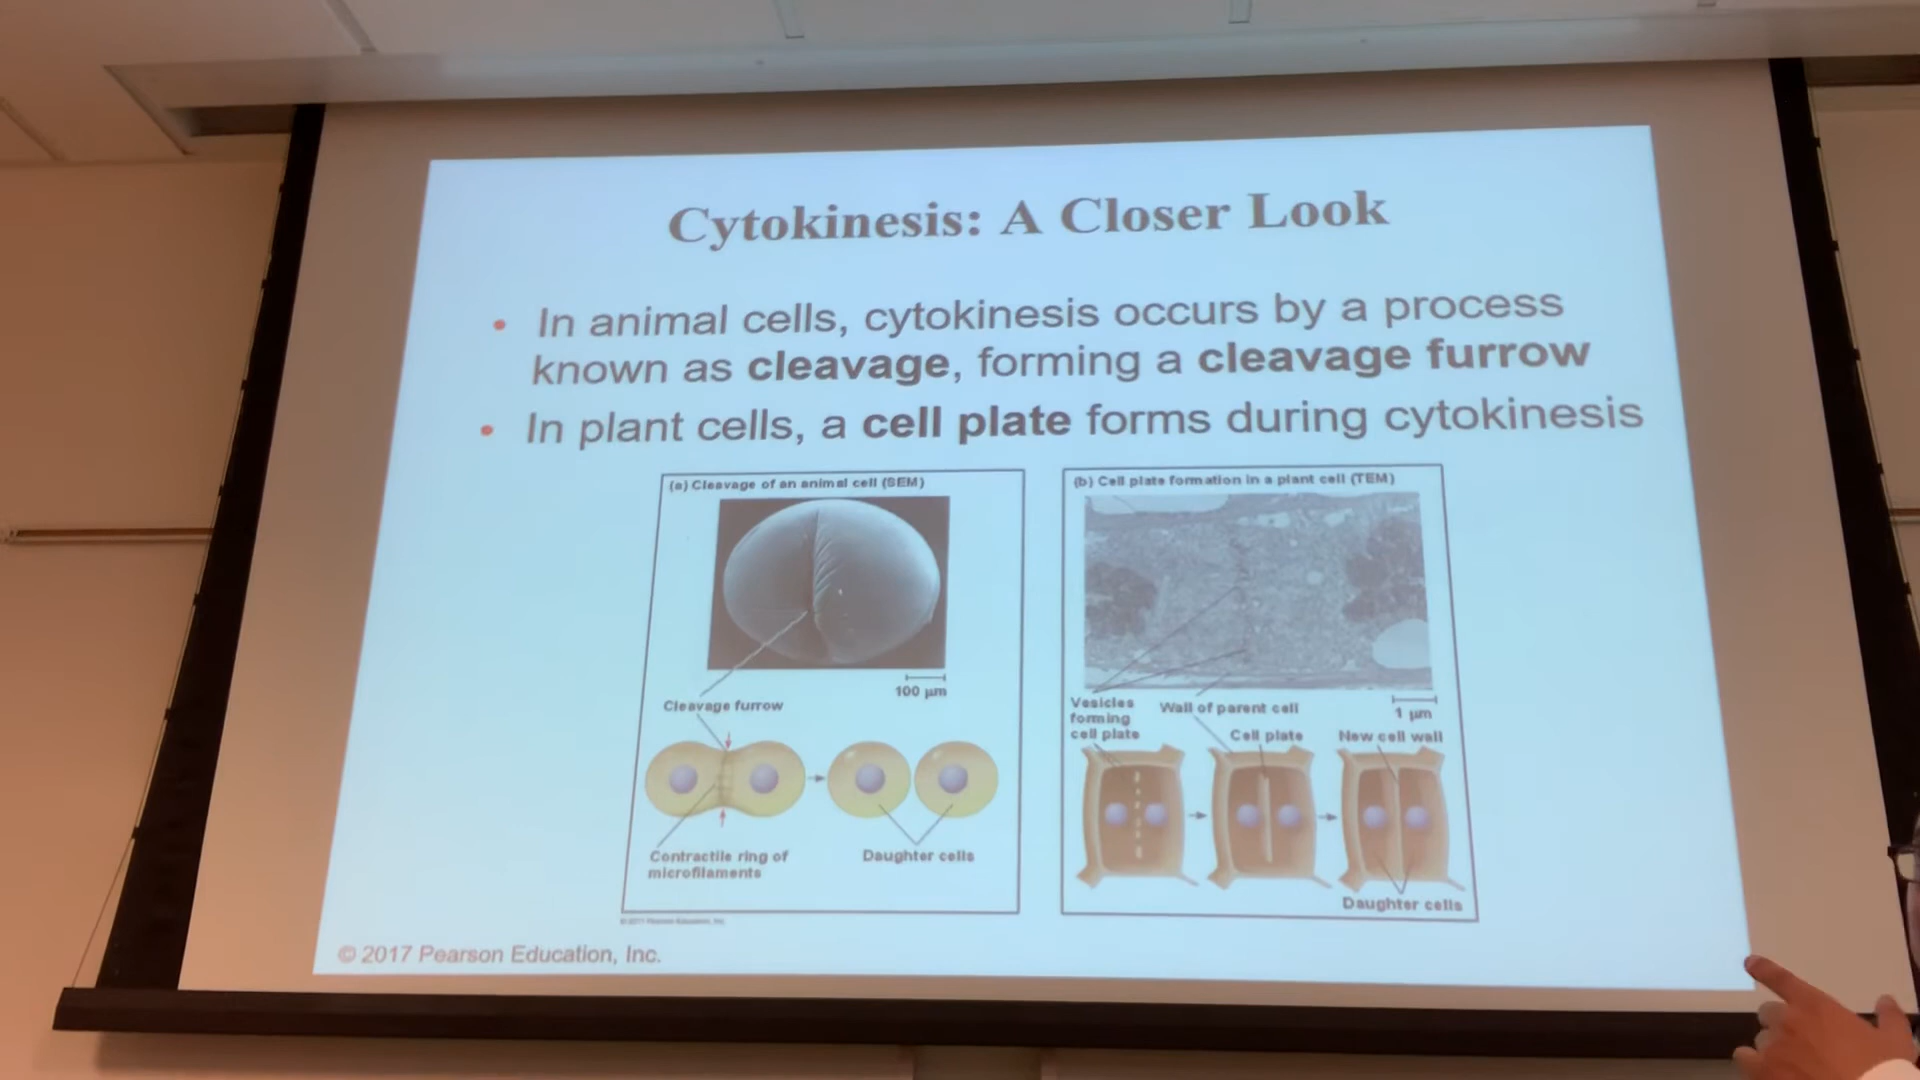 Cytokinesis: A Closer Look
• In animal cells, cytokinesis occurs by a process
known as cleavage, forming a cleavage furrow
• In plant cells, a cell plate forms during cytokinesis
(a) Cleavage of an animal cell (SEM)
100 μm
Cleavage furrow
Contractile ring of
microfilaments
Daughter cells
(b) Cell plate formation in a plant cell (TEM)
Vesicles
forming
cell plate
Wall of parent cell
1 μm
Cell plate
New cell wall
Daughter cells
© 2017 Pearson Education, Inc.